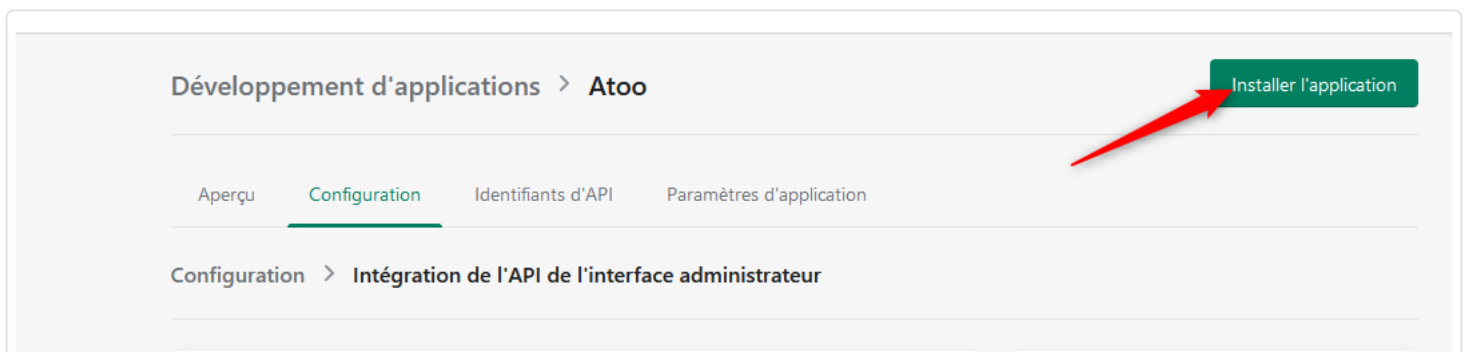 Développement d'applications > Atoo
Installer l'application
Aperçu Configuration Identifiants d'API Paramètres d'application
Configuration > Intégration de l'API de l'interface administrateur